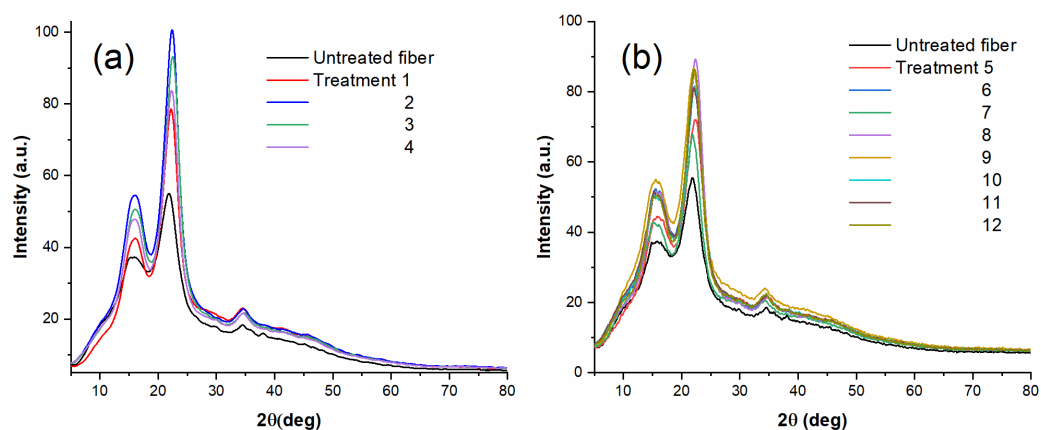 (a)
Untreated fiber
Treatment 1
2
3
4
Intensity (a.u.)
100
80
60
40
20
10 20 30 40 50 60 70 80
2θ(deg)
(b)
Untreated fiber
Treatment 5
6
7
8
9
10
11
12
Intensity (a.u.)
100
80
60
40
20
0
10 20 30 40 50 60 70 80
2θ (deg)